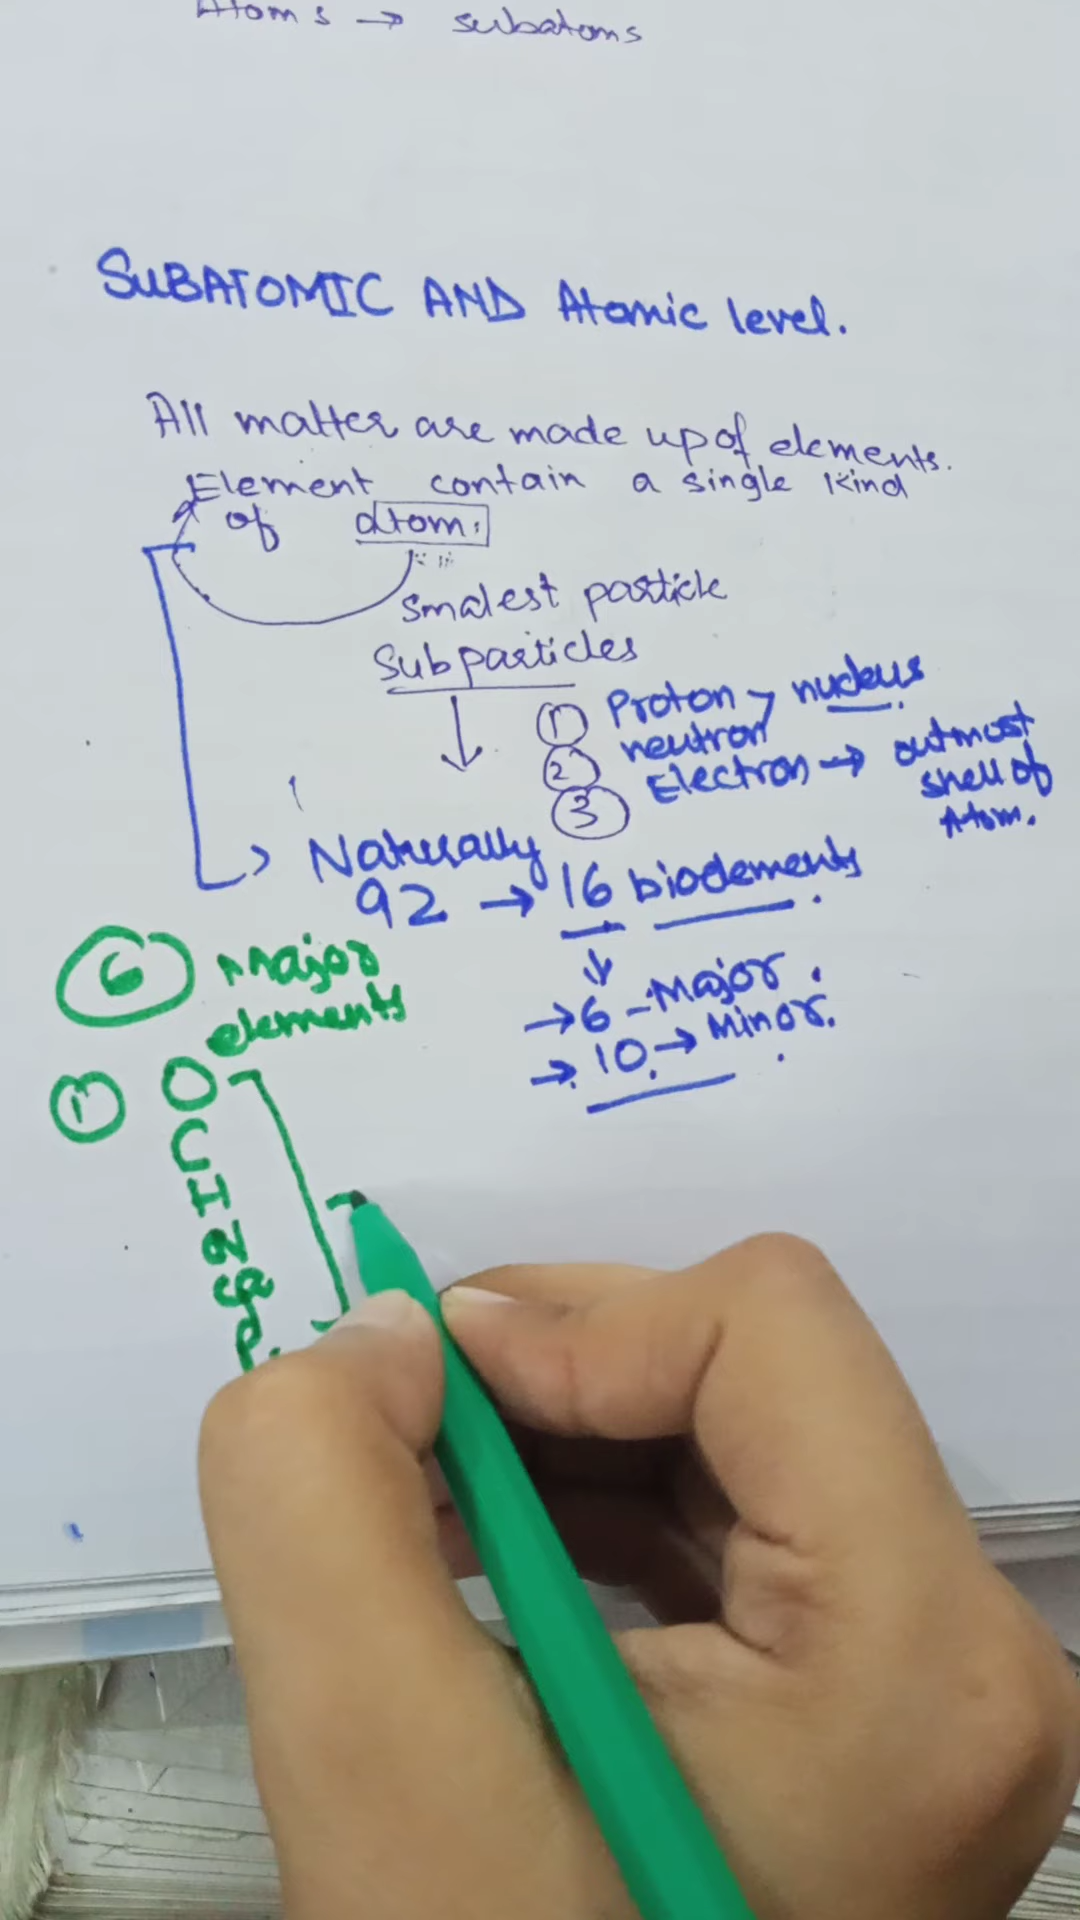 Atoms → subatoms
SUBATOMIC AND Atomic level.
All matter are made up of elements.
Element contain a single kind
of atom.
Smalest particle
Subparticles
① Proton → nucleus
② neutron
③ Electron → outmost
shell of
Atom.
Naturally
92 → 16 bioelements
→ 6 - Major.
→ 10 → Minor.
6 Major
elements
① O
C
H
N
S
P